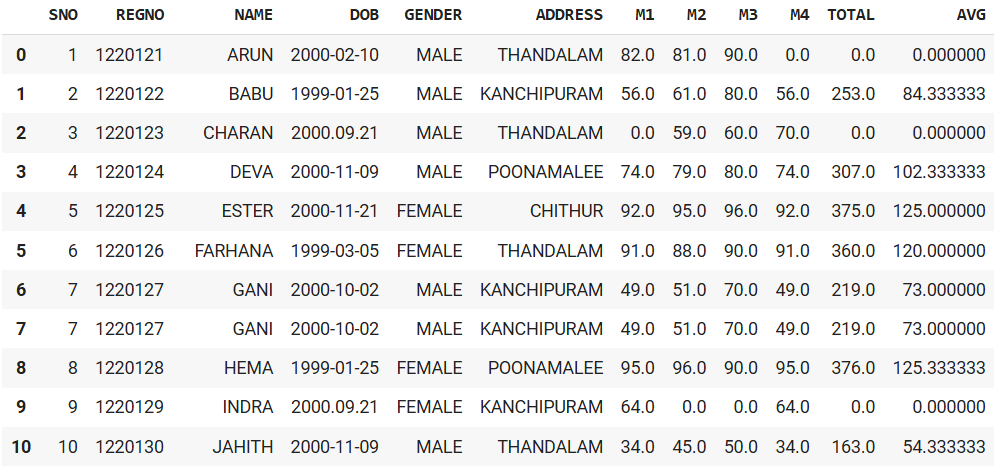 SNO REGNO NAME DOB GENDER ADDRESS M1 M2 M3 M4 TOTAL AVG
0 1 1220121 ARUN 2000-02-10 MALE THANDALAM 82.0 81.0 90.0 0.0 0.0 0.000000
1 2 1220122 BABU 1999-01-25 MALE KANCHIPURAM 56.0 61.0 80.0 56.0 253.0 84.333333
2 3 1220123 CHARAN 2000.09.21 MALE THANDALAM 0.0 59.0 60.0 70.0 0.0 0.000000
3 4 1220124 DEVA 2000-11-09 MALE POONAMALEE 74.0 79.0 80.0 74.0 307.0 102.333333
4 5 1220125 ESTER 2000-11-21 FEMALE CHITHUR 92.0 95.0 96.0 92.0 375.0 125.000000
5 6 1220126 FARHANA 1999-03-05 FEMALE THANDALAM 91.0 88.0 90.0 91.0 360.0 120.000000
6 7 1220127 GANI 2000-10-02 MALE KANCHIPURAM 49.0 51.0 70.0 49.0 219.0 73.000000
7 7 1220127 GANI 2000-10-02 MALE KANCHIPURAM 49.0 51.0 70.0 49.0 219.0 73.000000
8 8 1220128 HEMA 1999-01-25 FEMALE POONAMALEE 95.0 96.0 90.0 95.0 376.0 125.333333
9 9 1220129 INDRA 2000.09.21 FEMALE KANCHIPURAM 64.0 0.0 0.0 64.0 0.0 0.000000
10 10 1220130 JAHITH 2000-11-09 MALE THANDALAM 34.0 45.0 50.0 34.0 163.0 54.333333